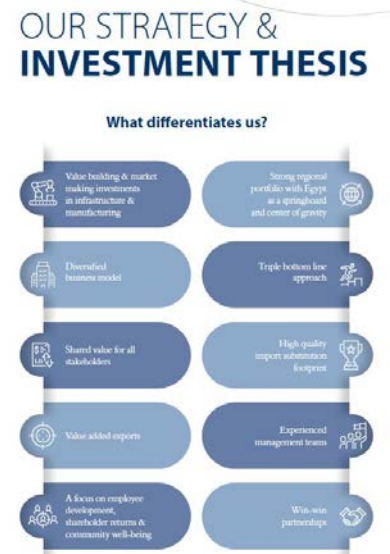 OUR STRATEGY &
INVESTMENT THESIS
What differentiates us?
Value building & market
making investments
in infrastructure &
manufacturing
Strong regional
portfolio with Egypt
as a springboard
and center of gravity
Diversified
business model
Triple bottom line
approach
Shared value for all
stakeholders
High quality
import substitution
footprint
Value added exports
Experienced
management teams
A focus on employee
development,
shareholder returns &
community well-being
Win-win
partnerships